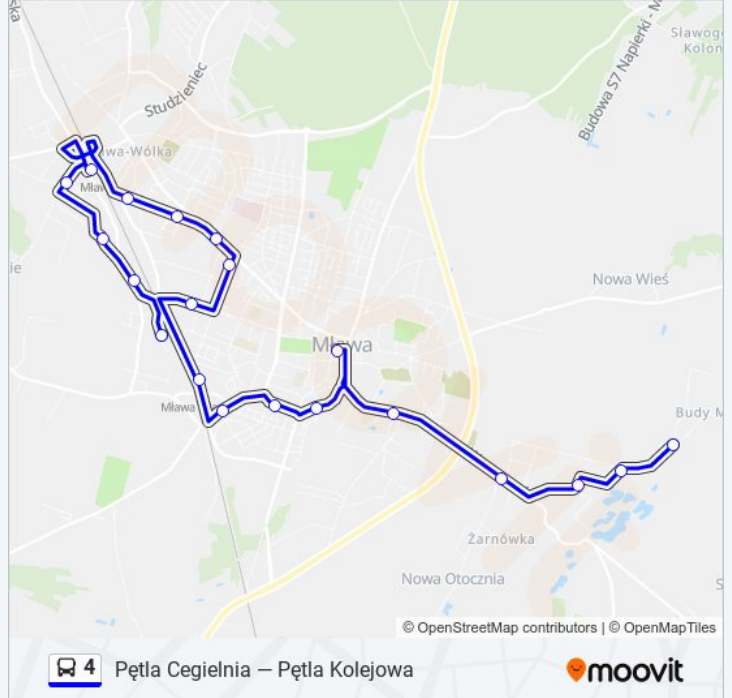 ska
Sławogó
Kolon
Budowa S7 Napierki - M
Studzieniec
awa-Wólka
Mława
ie
Nowa Wieś
Mława
Mława
Budy M
Żarnówka
Nowa Otocznia
S
© OpenStreetMap contributors | © OpenMapTiles
4 Pętla Cegielnia — Pętla Kolejowa
moovit